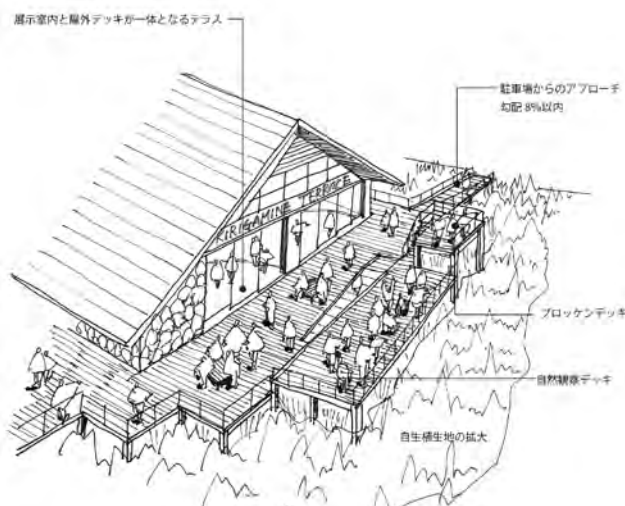 展示室内と屋外デッキが一体となるテラス
駐車場からのアプローチ
勾配 8%以内
KIRIGAMINE TERRACE
ブロッケンデッキ
自然観察デッキ
自生植生地の拡大